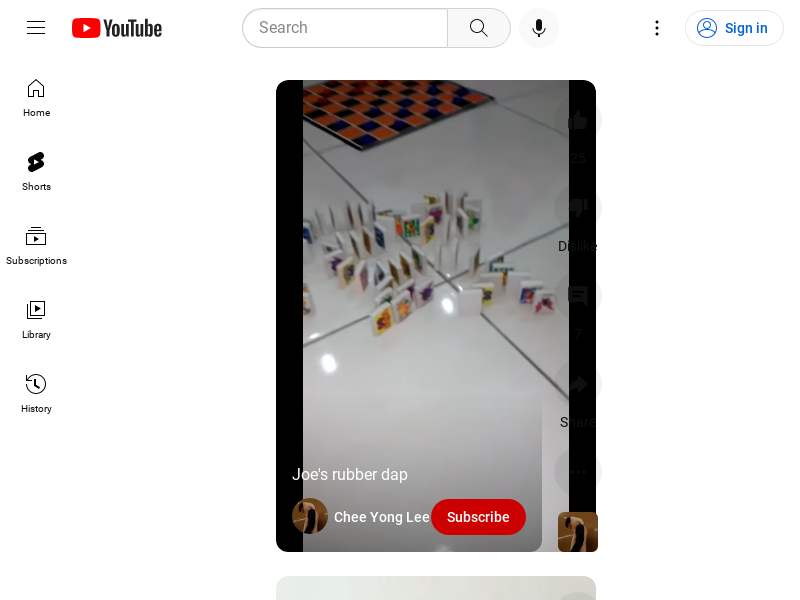 YouTube
Search
Sign in
Home
Shorts
Subscriptions
Library
History
25
Dislike
7
Share
Joe's rubber dap
Chee Yong Lee
Subscribe